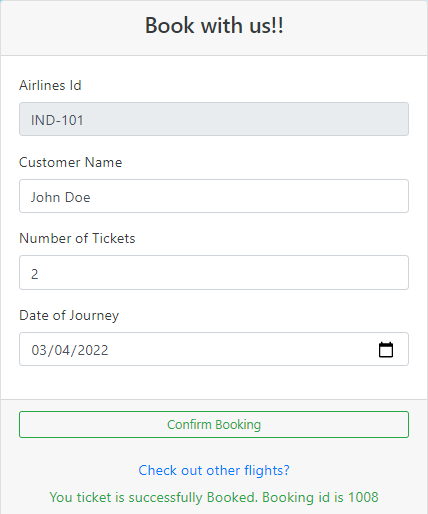 Book with us!!
Airlines Id
IND-101
Customer Name
John Doe
Number of Tickets
2
Date of Journey
03/04/2022
Confirm Booking
Check out other flights?
You ticket is successfully Booked. Booking id is 1008